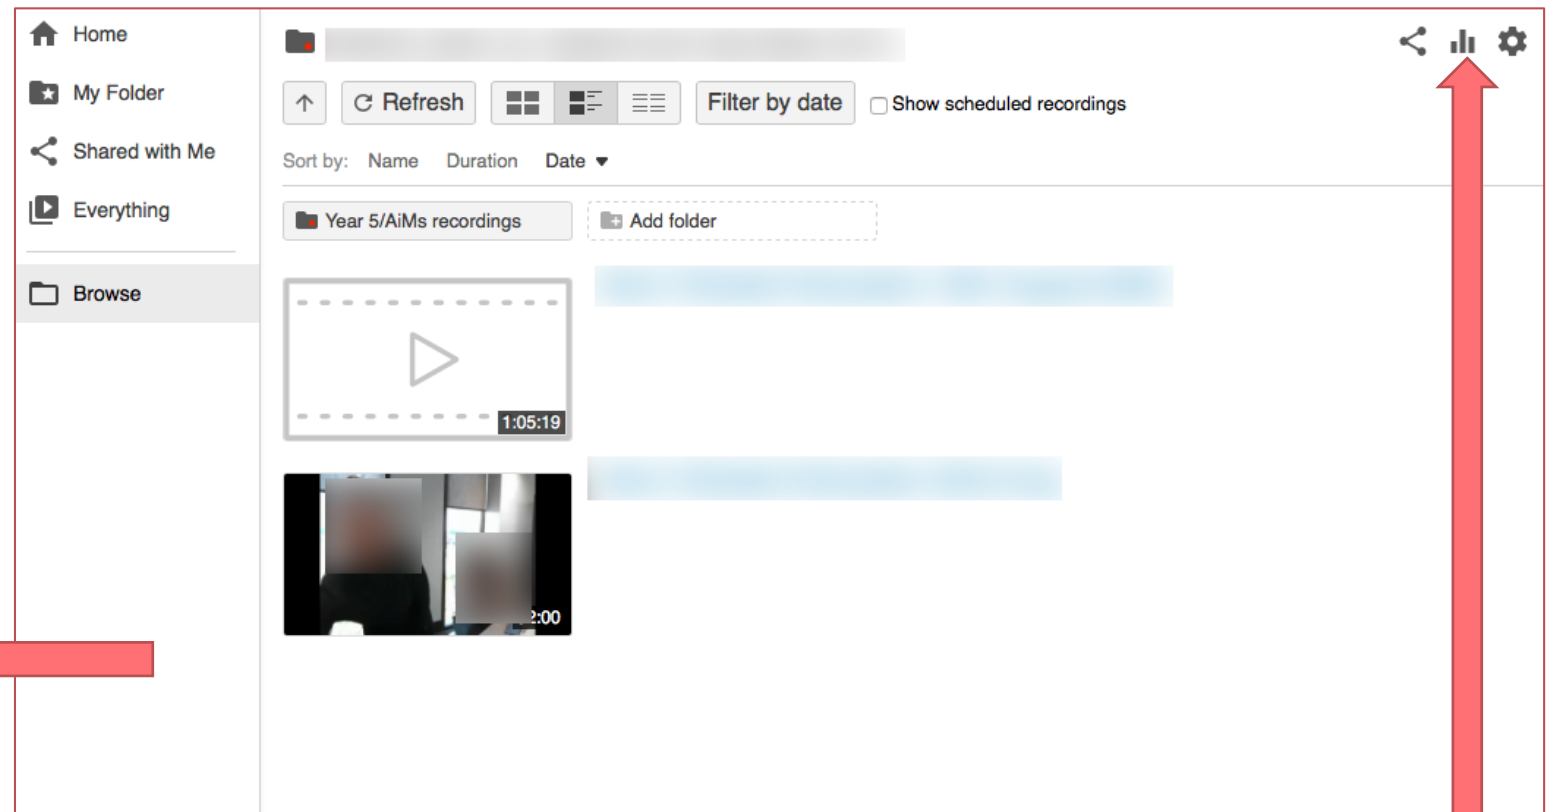 Home
My Folder
Shared with Me
Everything
Browse
Refresh
Filter by date
Show scheduled recordings
Sort by: Name Duration Date
Year 5/AiMs recordings
Add folder
1:05:19
2:00